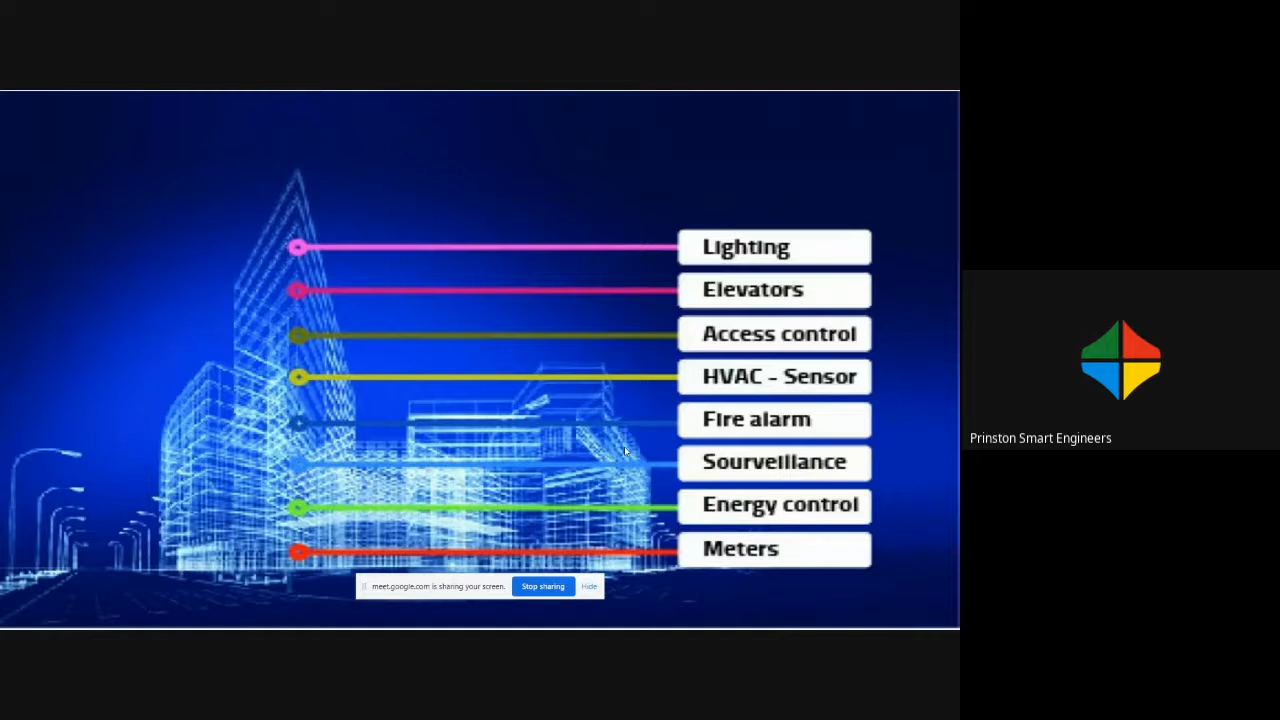 Lighting
Elevators
Access control
HVAC - Sensor
Fire alarm
Sourveillance
Energy control
Meters
meet.google.com is sharing your screen. Stop sharing Hide
Prinston Smart Engineers